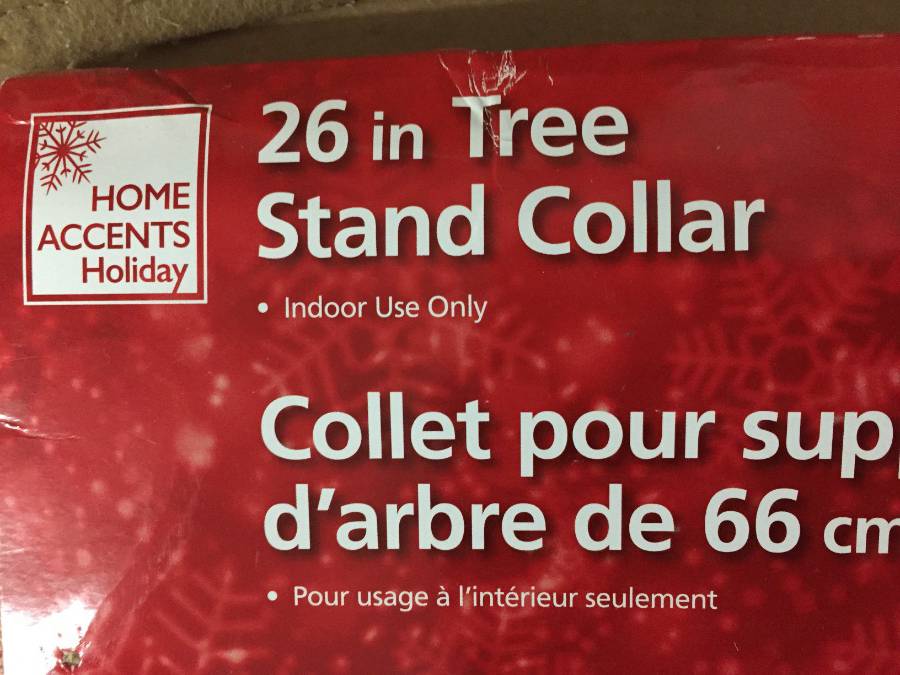 HOME
ACCENTS
Holiday
26 in Tree
Stand Collar
• Indoor Use Only
Collet pour
d'arbre de 66 cm
• Pour usage à l'intérieur seulement